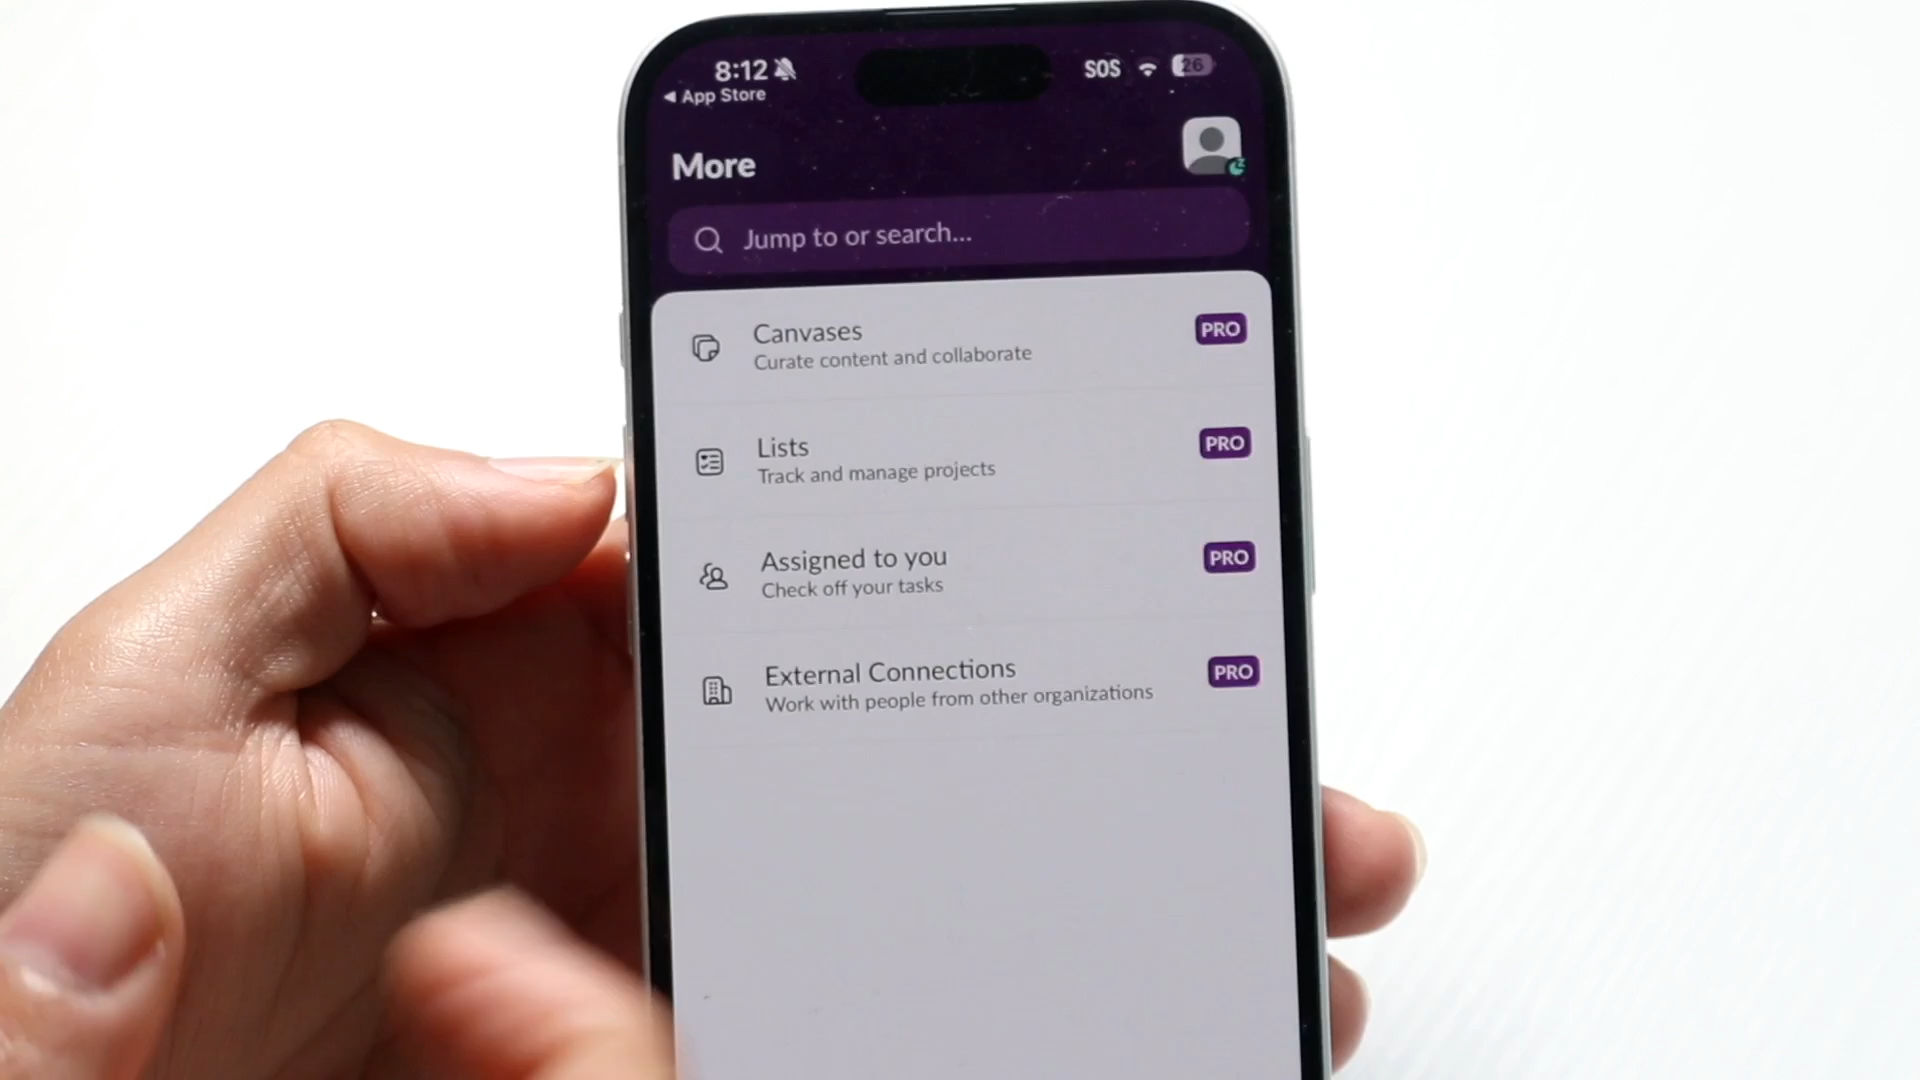 8:12
SOS
26
◀ App Store
More
Jump to or search...
Canvases
PRO
Curate content and collaborate
Lists
PRO
Track and manage projects
Assigned to you
PRO
Check off your tasks
External Connections
PRO
Work with people from other organizations